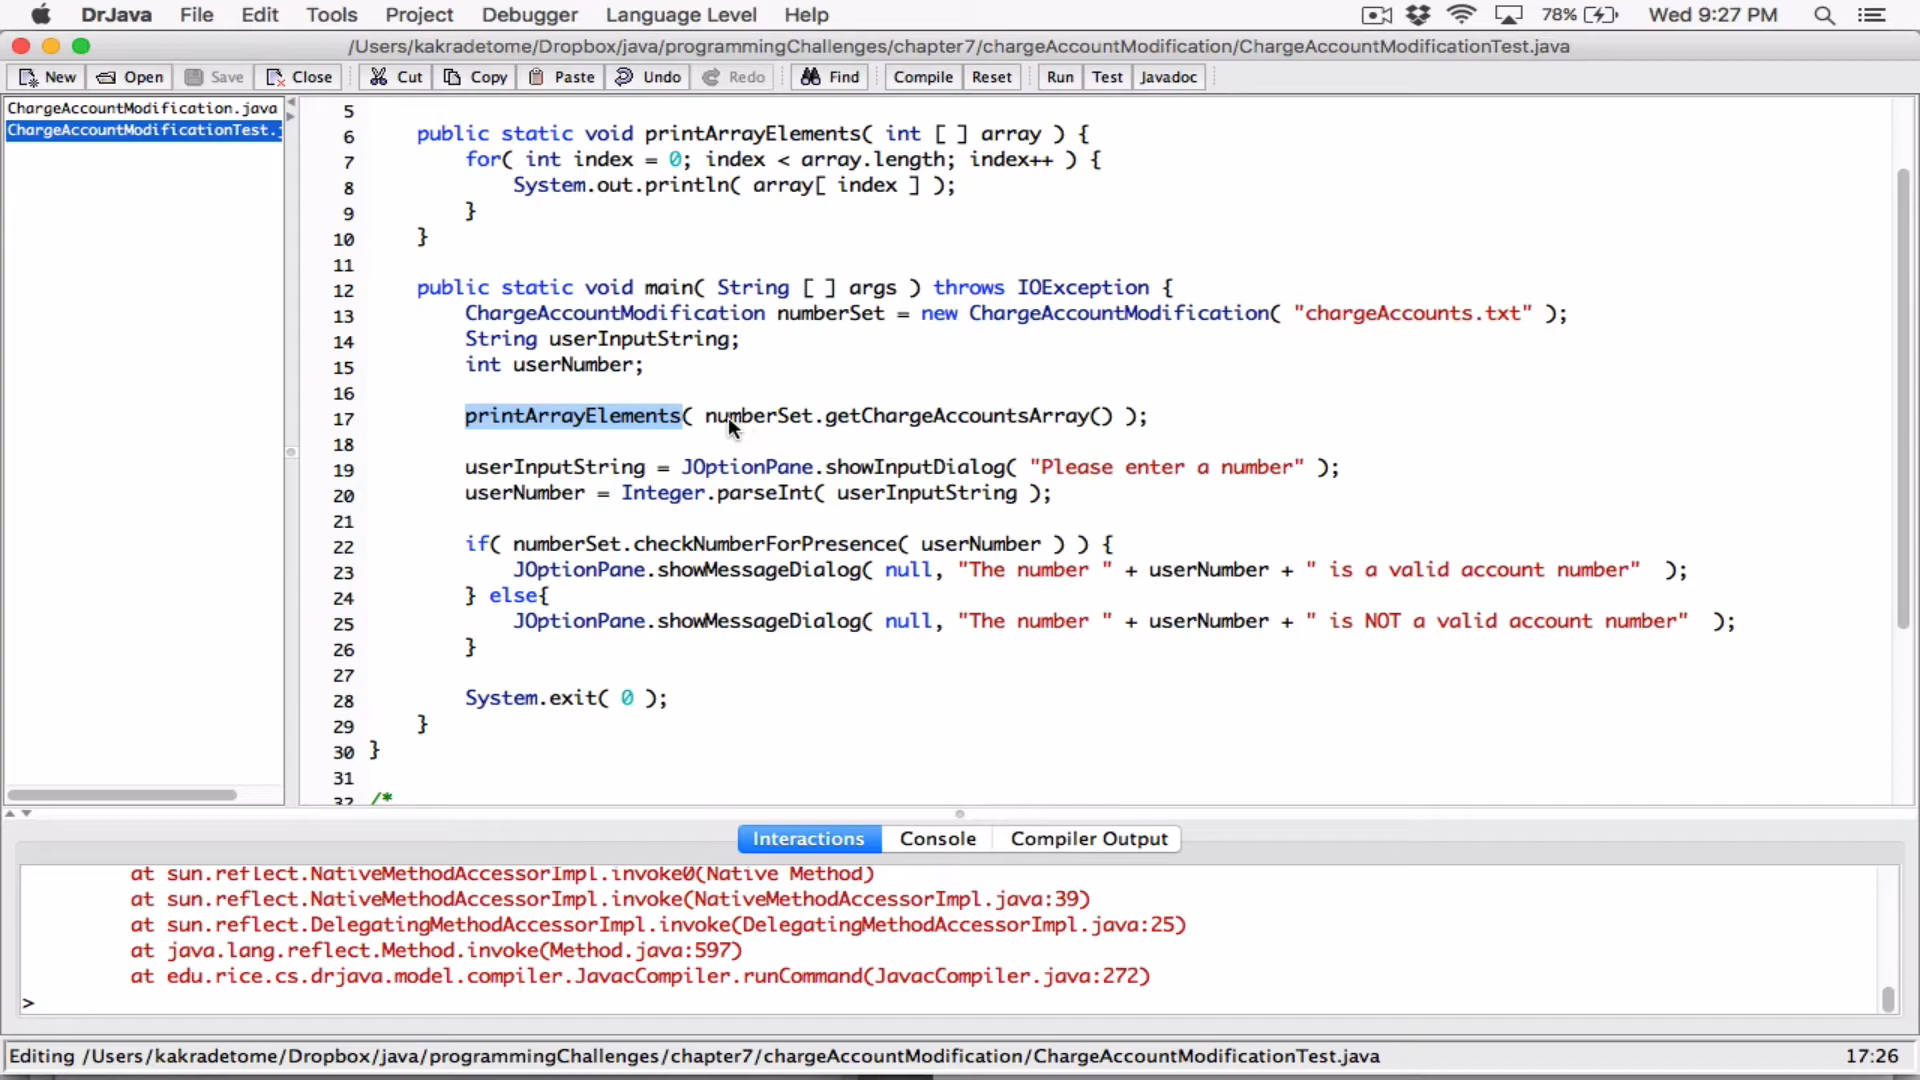 DrJava File Edit Tools Project Debugger Language Level Help 78% Wed 9:27 PM
/Users/kakradetome/Dropbox/java/programmingChallenges/chapter7/chargeAccountModification/ChargeAccountModificationTest.java
New Open Save Close Cut Copy Paste Undo Redo Find Compile Reset Run Test Javadoc
ChargeAccountModification.java
ChargeAccountModificationTest.j
5
6 public static void printArrayElements( int [ ] array ) {
7 for( int index = 0; index < array.length; index++ ) {
8 System.out.println( array[ index ] );
9 }
10 }
11
12 public static void main( String [ ] args ) throws IOException {
13 ChargeAccountModification numberSet = new ChargeAccountModification( "chargeAccounts.txt" );
14 String userInputString;
15 int userNumber;
16
17 printArrayElements( numberSet.getChargeAccountsArray() );
18
19 userInputString = JOptionPane.showInputDialog( "Please enter a number" );
20 userNumber = Integer.parseInt( userInputString );
21
22 if( numberSet.checkNumberForPresence( userNumber ) ) {
23 JOptionPane.showMessageDialog( null, "The number " + userNumber + " is a valid account number" );
24 } else{
25 JOptionPane.showMessageDialog( null, "The number " + userNumber + " is NOT a valid account number" );
26 }
27
28 System.exit( 0 );
29 }
30 }
31
32 /*
Interactions Console Compiler Output
at sun.reflect.NativeMethodAccessorImpl.invoke0(Native Method)
at sun.reflect.NativeMethodAccessorImpl.invoke(NativeMethodAccessorImpl.java:39)
at sun.reflect.DelegatingMethodAccessorImpl.invoke(DelegatingMethodAccessorImpl.java:25)
at java.lang.reflect.Method.invoke(Method.java:597)
at edu.rice.cs.drjava.model.compiler.JavacCompiler.runCommand(JavacCompiler.java:272)
>
Editing /Users/kakradetome/Dropbox/java/programmingChallenges/chapter7/chargeAccountModification/ChargeAccountModificationTest.java 17:26